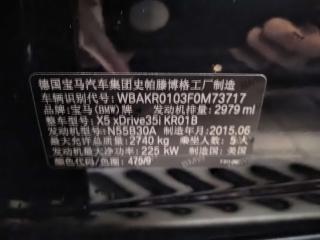 德国宝马汽车集团史帕滕博格工厂制造
车辆识别代号: WBAKR0103F0M73717
品牌: 宝马(BMW)牌 发动机排量: 2979 ml
整车型号: X5 xDrive35i KR01B
发动机型号: N55B30A 制造年月: 2015.06
最大允许总质量: 2740 kg 乘坐人数: 5 人
发动机最大净功率: 225 kW 制造国: 美国
颜色代码/色圈: 475/9